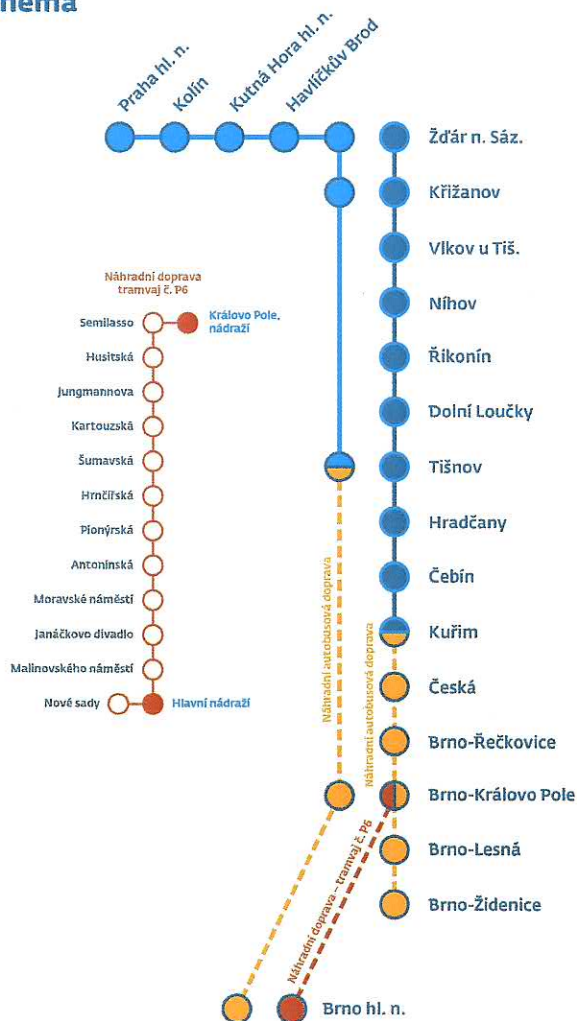 Praha hl. n.
Kolín
Kutná Hora hl. n.
Havlíčkův Brod
Žďár n. Sáz.
Křižanov
Vlkov u Tiš.
Níhov
Řikonín
Dolní Loučky
Tišnov
Hradčany
Čebín
Kuřim
Česká
Brno-Řečkovice
Brno-Královo Pole
Brno-Lesná
Brno-Židenice
Brno hl. n.
Náhradní doprava
tramvaj č. P6
Semilasso
Královo Pole,
nádraží
Husitská
Jungmannova
Kartouzská
Šumavská
Hrnčířská
Pionýrská
Antonínská
Moravské náměstí
Janáčkovo divadlo
Malinovského náměstí
Nové sady
Hlavní nádraží
Náhradní autobusová doprava
Náhradní autobusová doprava
Náhradní doprava – tramvaj č. P6